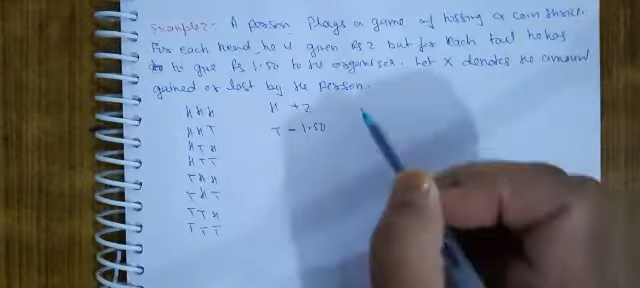 Example 2: A person plays a game of tossing a coin thrice.
For each head he is given Rs 2 but for each tail he has
to give Rs 1.50 to the organiser. Let X denotes the amount
gained or lost by the person.
HHH H +2
HHT T - 1.50
HTH
HTT
THH
THT
TTH
TTT